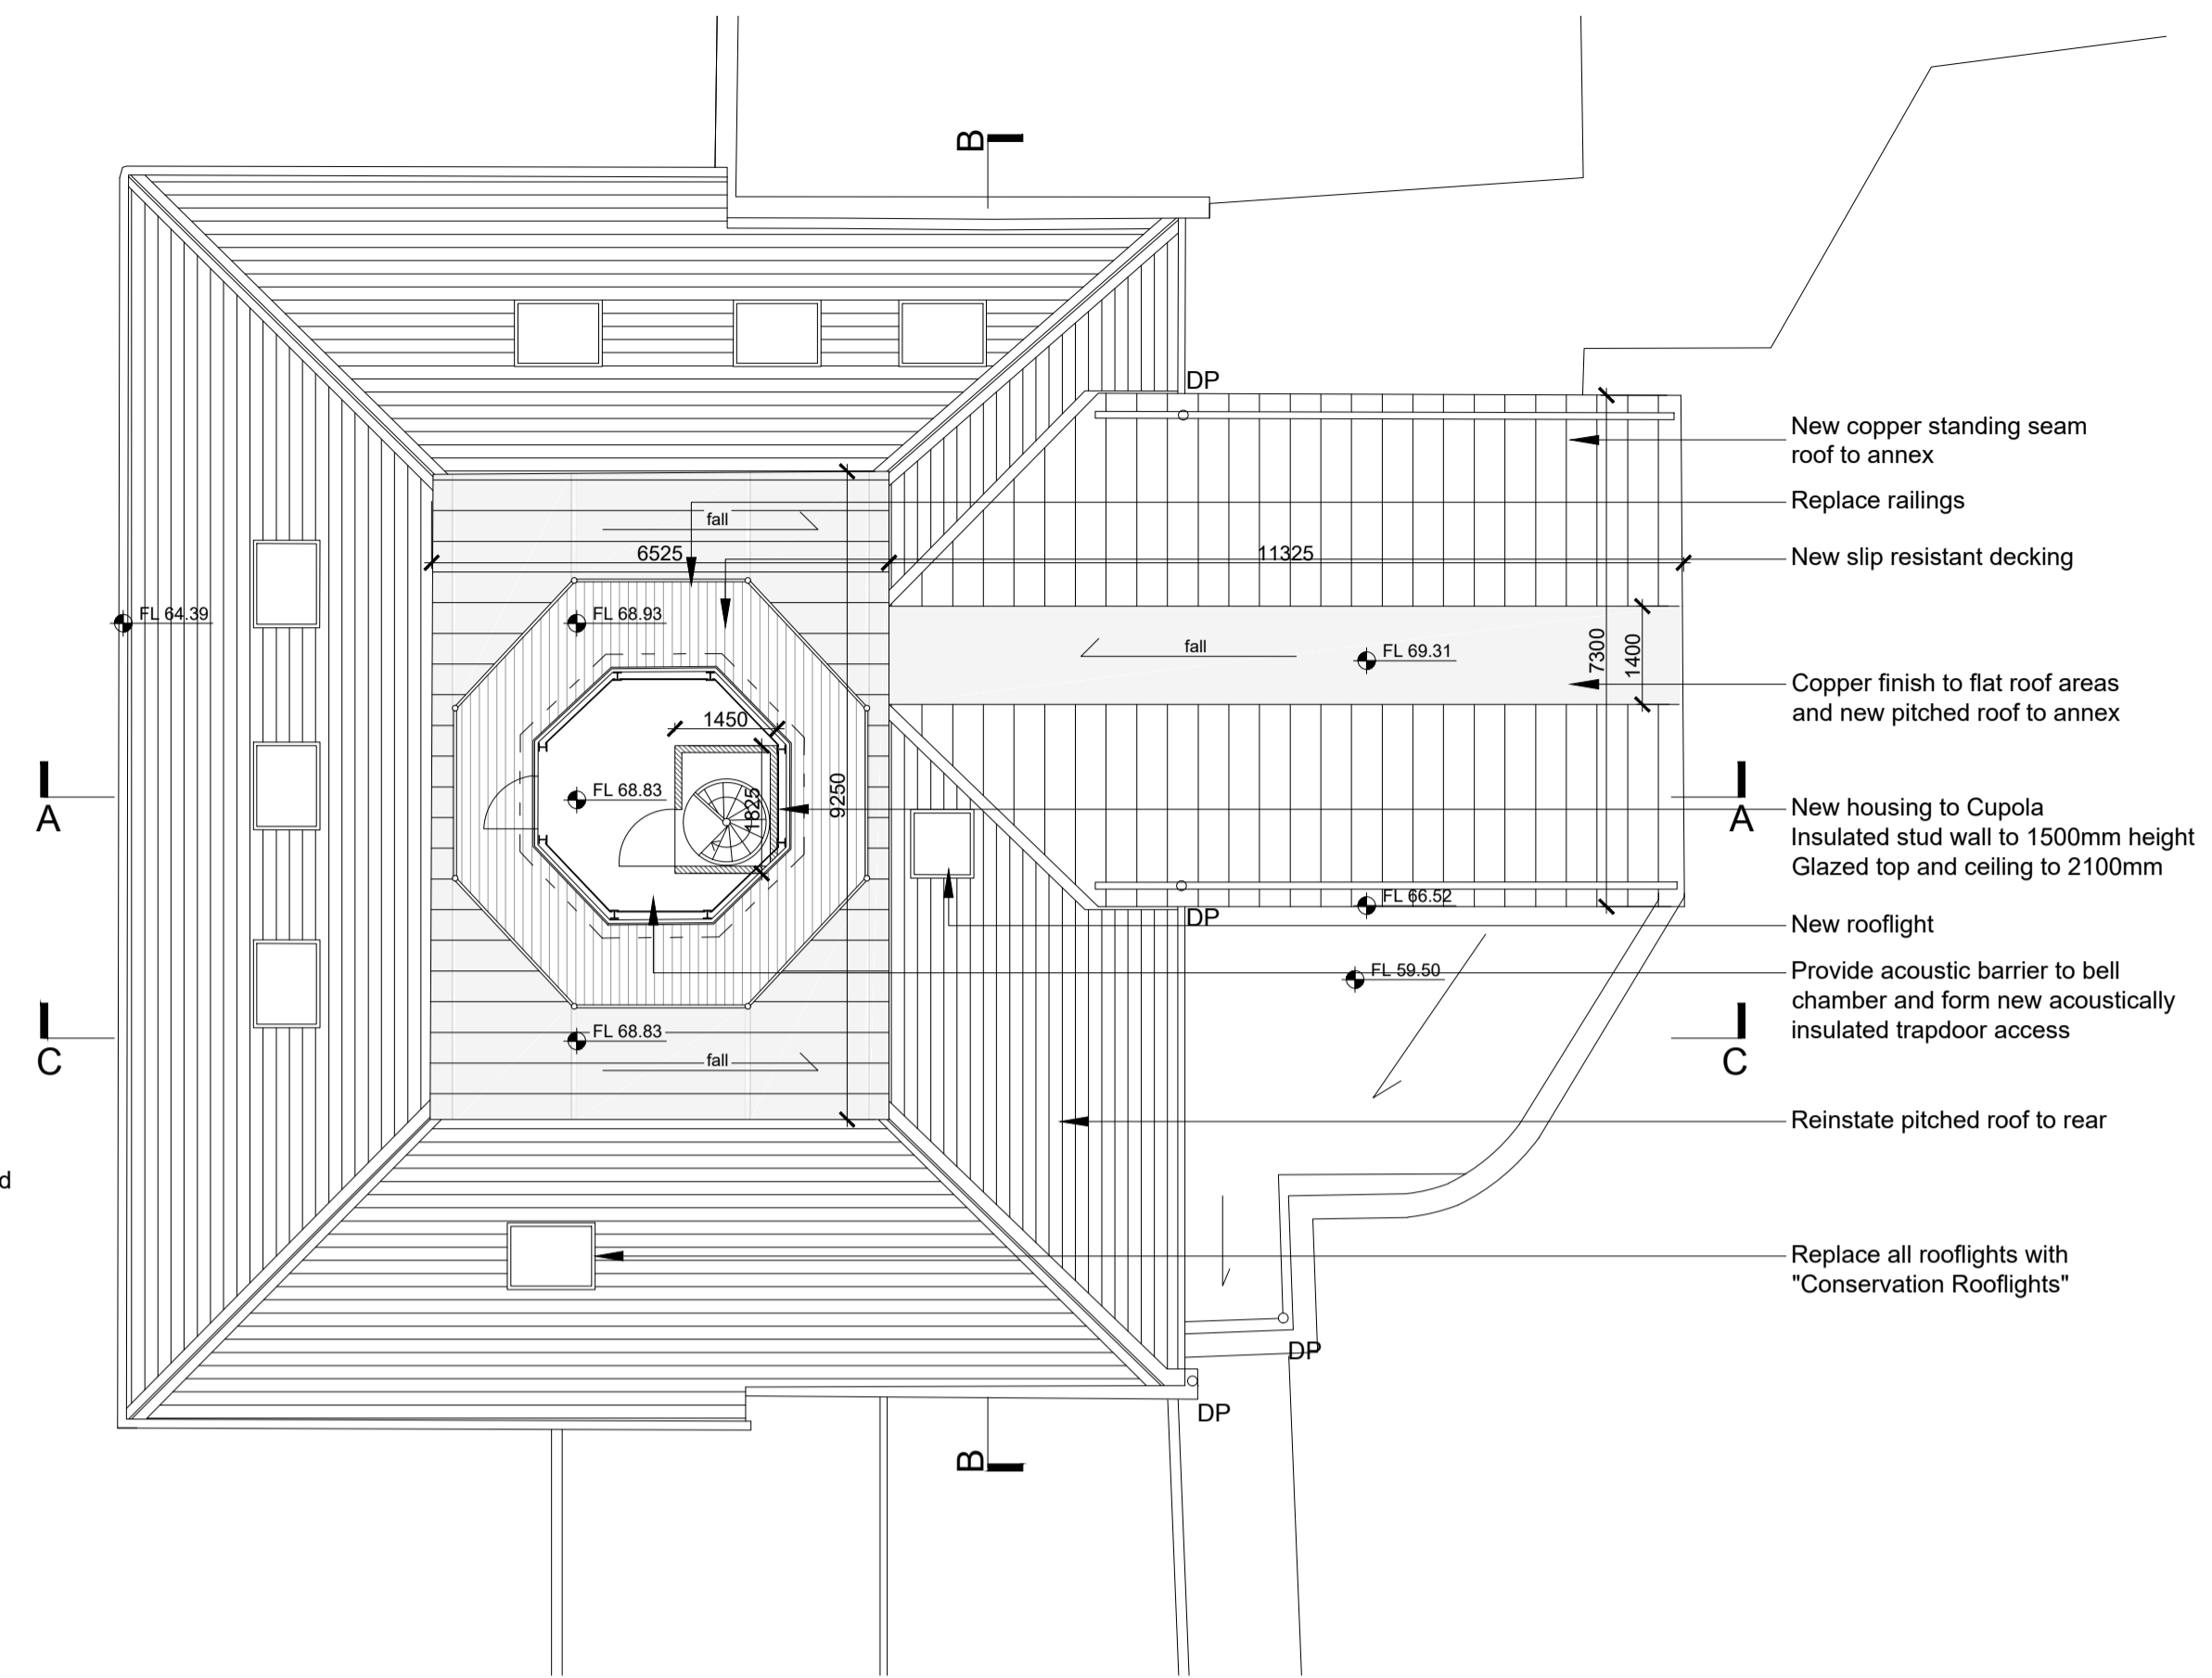 B
DP
New copper standing seam
roof to annex
Replace railings
fall
6525
11325
New slip resistant decking
FL 64.39
FL 68.93
fall
FL 69.31
7300
1400
Copper finish to flat roof areas
and new pitched roof to annex
1450
FL 68.83
1825
9250
A
A
New housing to Cupola
Insulated stud wall to 1500mm height
Glazed top and ceiling to 2100mm
FL 66.52
DP
New rooflight
FL 59.50
Provide acoustic barrier to bell
chamber and form new acoustically
insulated trapdoor access
FL 68.83
fall
C
C
Reinstate pitched roof to rear
d
Replace all rooflights with
"Conservation Rooflights"
DP
DP
B